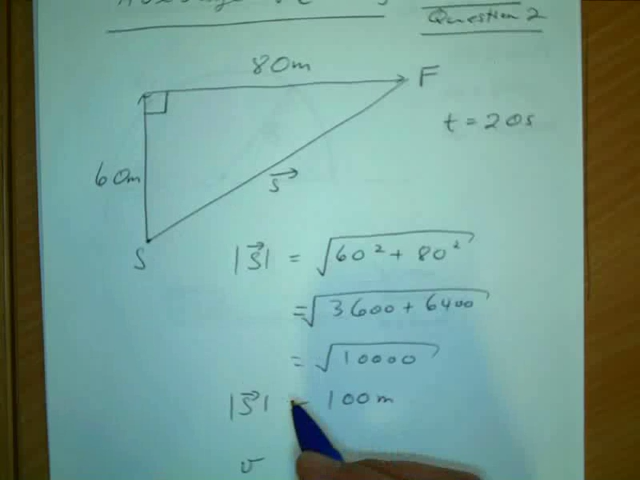 Question 2
80m
F
t = 20s
60m
s⃗
S
|s⃗| = √60² + 80²
= √3600 + 6400
= √10000
|s⃗| = 100m
v